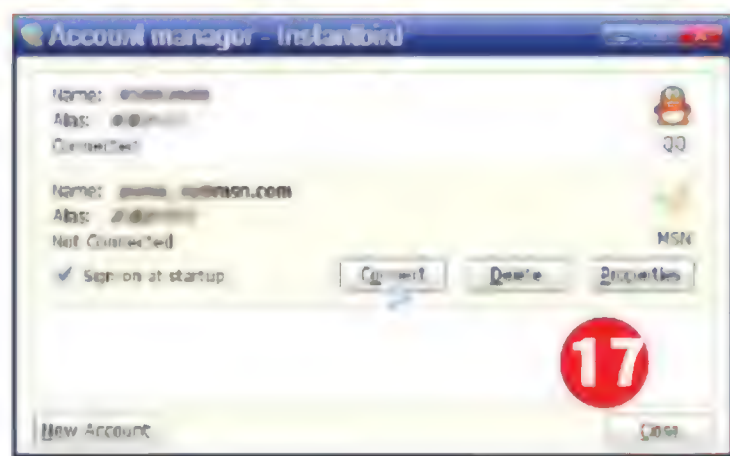 Account manager - Instantbird
Name:
Alias:
Connected
QQ
Name: msn.com
Alias:
Not Connected
MSN
Sign on at startup
Connect
Delete
Properties
17
New Account
Close